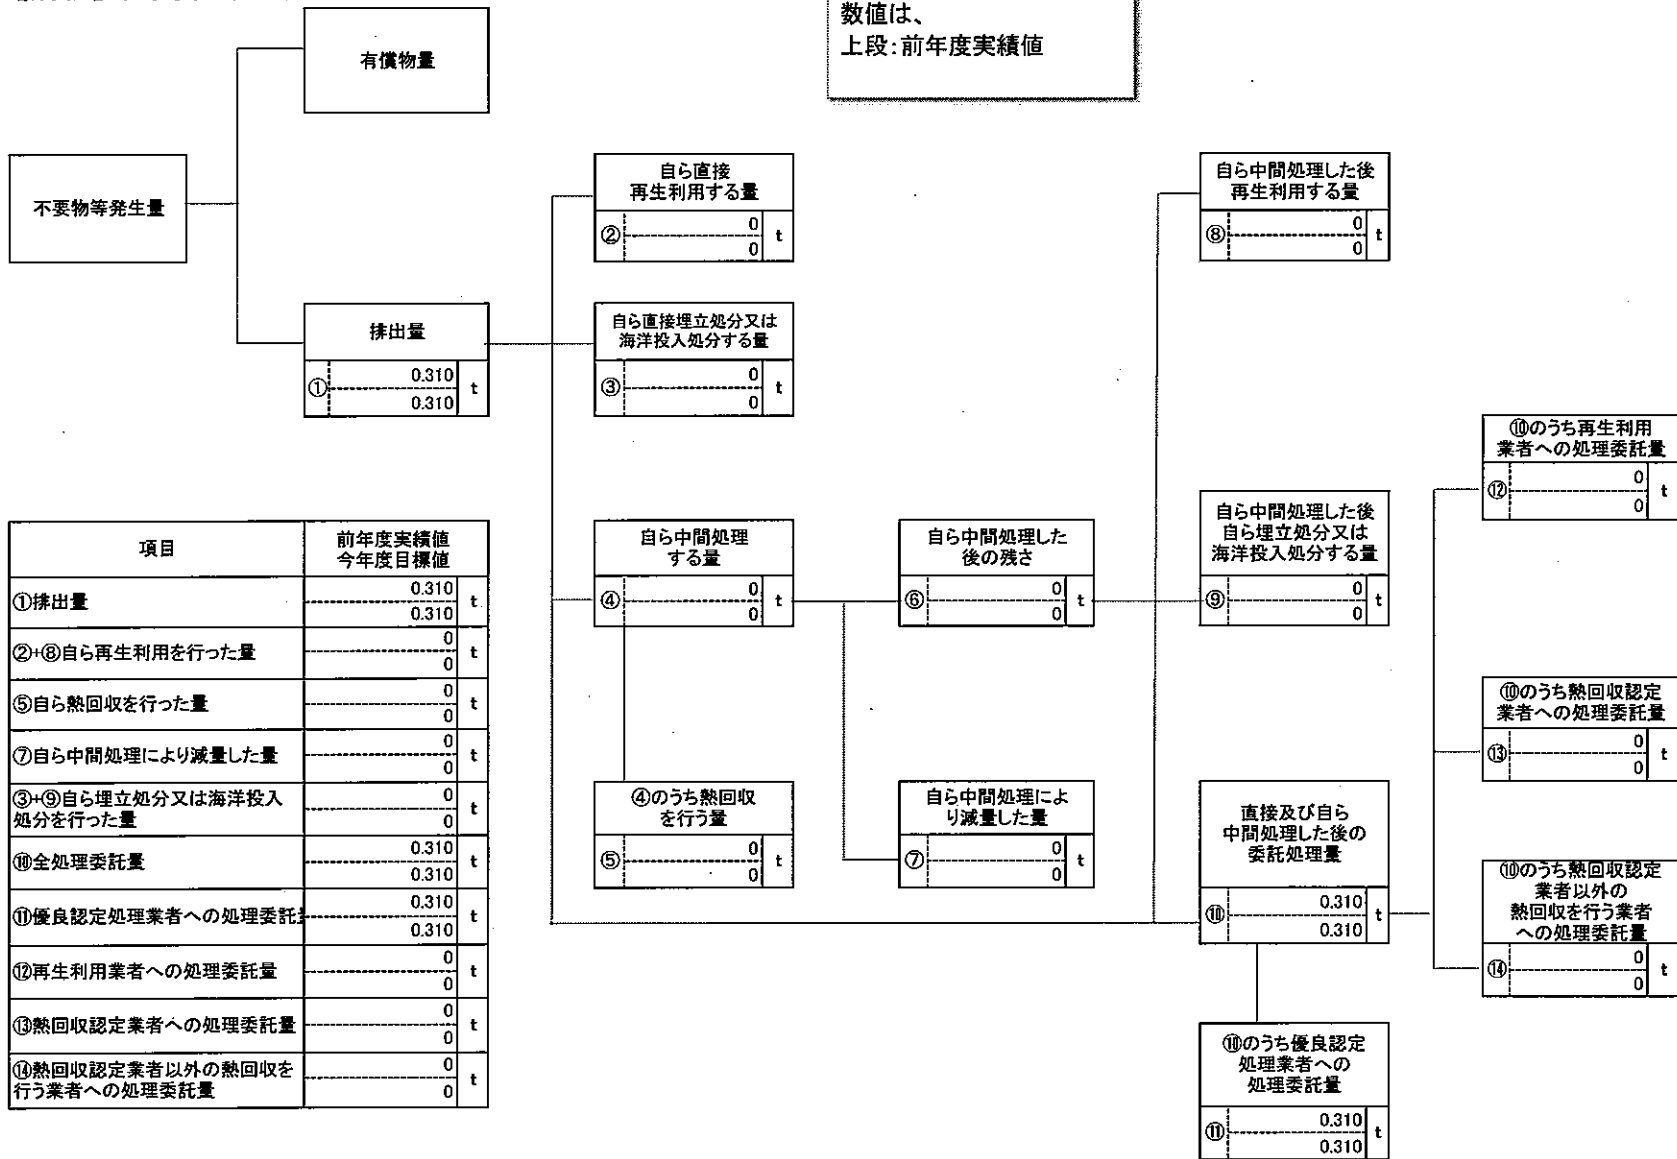 数値は、
上段:前年度実績値
有償物量
不要物等発生量
排出量
① 0.310 t
0.310
自ら直接
再生利用する量
② 0 t
0
自ら直接埋立処分又は
海洋投入処分する量
③ 0 t
0
自ら中間処理
する量
④ 0 t
0
④のうち熱回収
を行う量
⑤ 0 t
0
自ら中間処理した
後の残さ
⑥ 0 t
0
自ら中間処理によ
り減量した量
⑦ 0 t
0
自ら中間処理した後
再生利用する量
⑧ 0 t
0
自ら中間処理した後
自ら埋立処分又は
海洋投入処分する量
⑨ 0 t
0
直接及び自ら
中間処理した後の
委託処理量
⑩ 0.310 t
0.310
⑩のうち優良認定
処理業者への
処理委託量
⑪ 0.310 t
0.310
⑩のうち再生利用
業者への処理委託量
⑫ 0 t
0
⑩のうち熱回収認定
業者への処理委託量
⑬ 0 t
0
⑩のうち熱回収認定
業者以外の
熱回収を行う業者
への処理委託量
⑭ 0 t
0
項目 前年度実績値
今年度目標値
①排出量 0.310 t
0.310
②+⑧自ら再生利用を行った量 0 t
0
⑤自ら熱回収を行った量 0 t
0
⑦自ら中間処理により減量した量 0 t
0
③+⑨自ら埋立処分又は海洋投入
処分を行った量 0 t
0
⑩全処理委託量 0.310 t
0.310
⑪優良認定処理業者への処理委託 0.310 t
0.310
⑫再生利用業者への処理委託量 0 t
0
⑬熱回収認定業者への処理委託量 0 t
0
⑭熱回収認定業者以外の熱回収を
行う業者への処理委託量 0 t
0